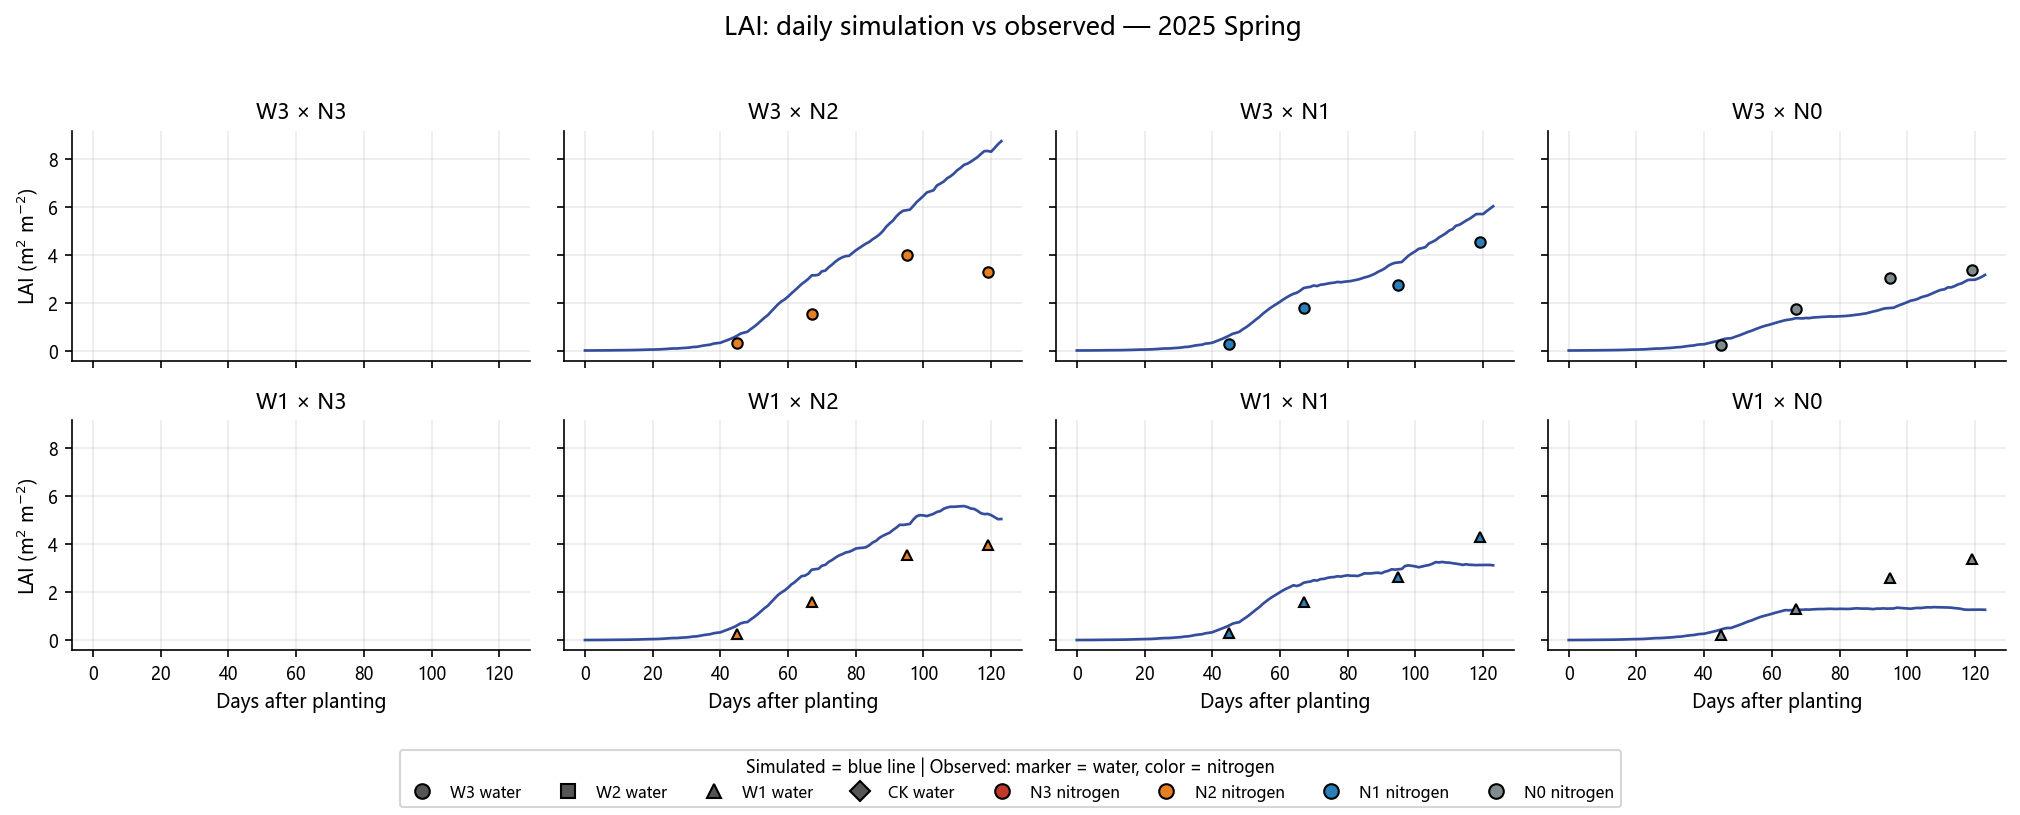 LAI: daily simulation vs observed — 2025 Spring
W3 × N3
W3 × N2
W3 × N1
W3 × N0
LAI (m² m⁻²)
8
6
4
2
0
W1 × N3
W1 × N2
W1 × N1
W1 × N0
LAI (m² m⁻²)
8
6
4
2
0
0 20 40 60 80 100 120
0 20 40 60 80 100 120
0 20 40 60 80 100 120
0 20 40 60 80 100 120
Days after planting
Days after planting
Days after planting
Days after planting
Simulated = blue line | Observed: marker = water, color = nitrogen
W3 water W2 water W1 water CK water N3 nitrogen N2 nitrogen N1 nitrogen N0 nitrogen